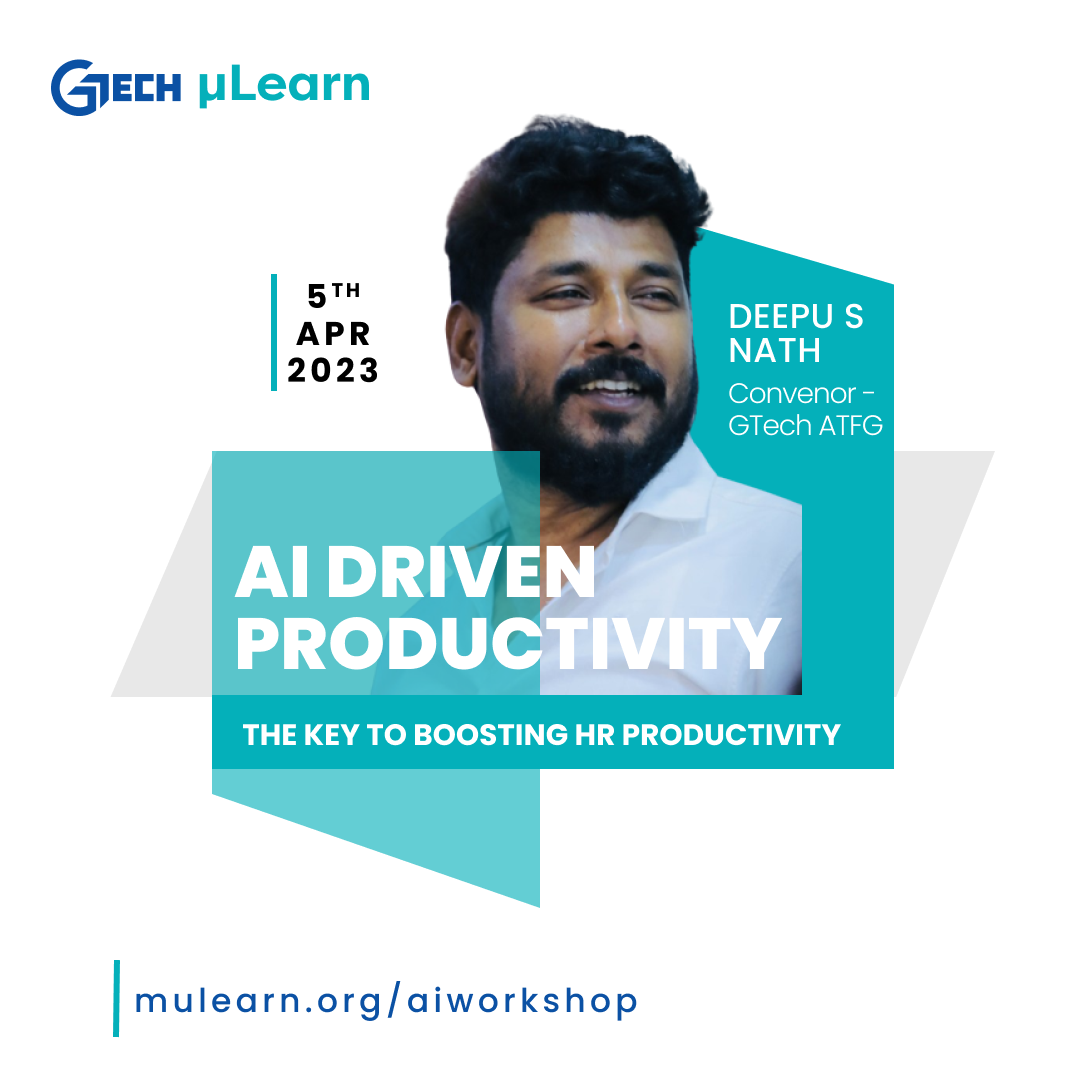 GTECH µLearn
5TH
APR
2023
DEEPU S
NATH
Convenor -
GTech ATFG
AI DRIVEN
PRODUCTIVITY
THE KEY TO BOOSTING HR PRODUCTIVITY
mulearn.org/aiworkshop